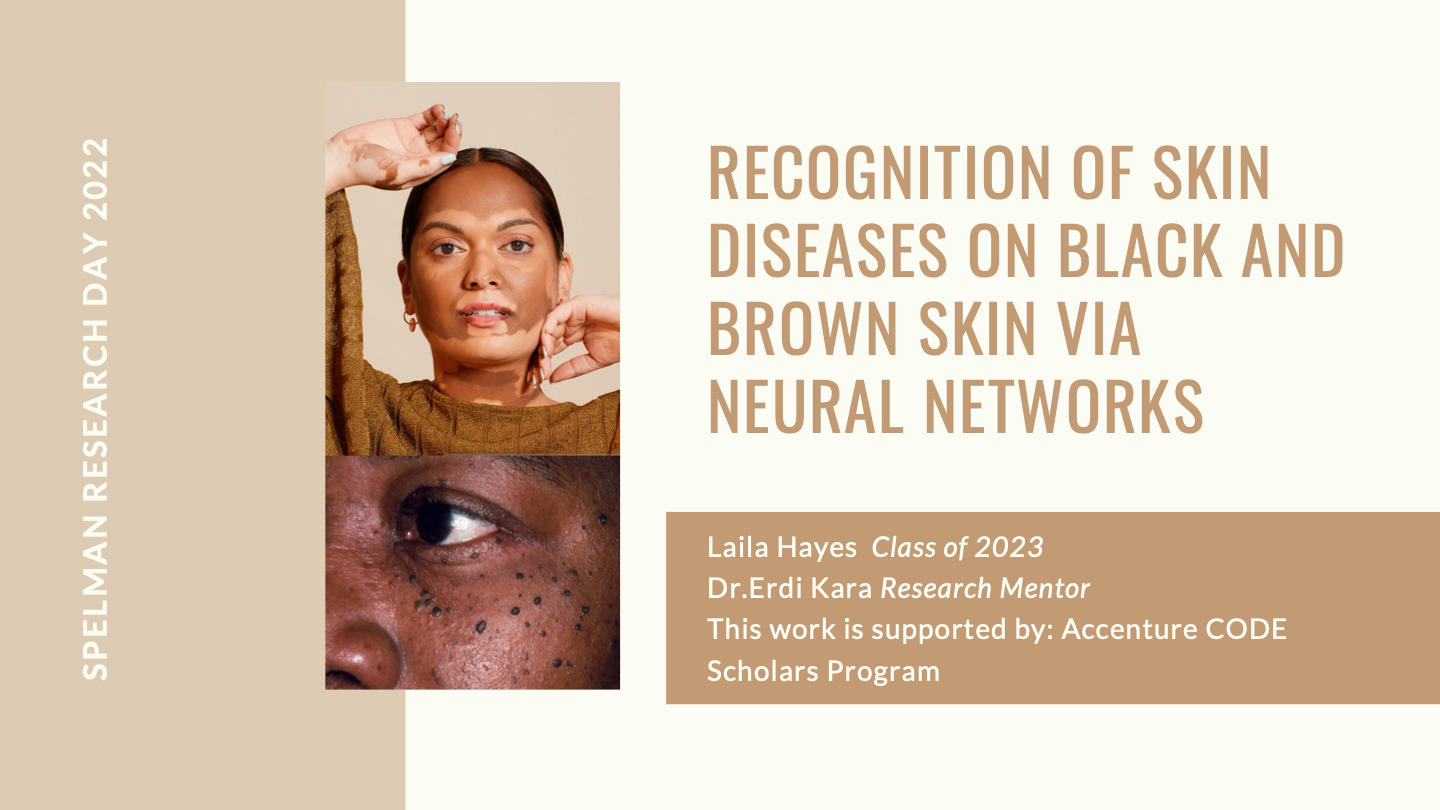 SPELMAN RESEARCH DAY 2022
RECOGNITION OF SKIN
DISEASES ON BLACK AND
BROWN SKIN VIA
NEURAL NETWORKS
Laila Hayes Class of 2023
Dr.Erdi Kara Research Mentor
This work is supported by: Accenture CODE
Scholars Program